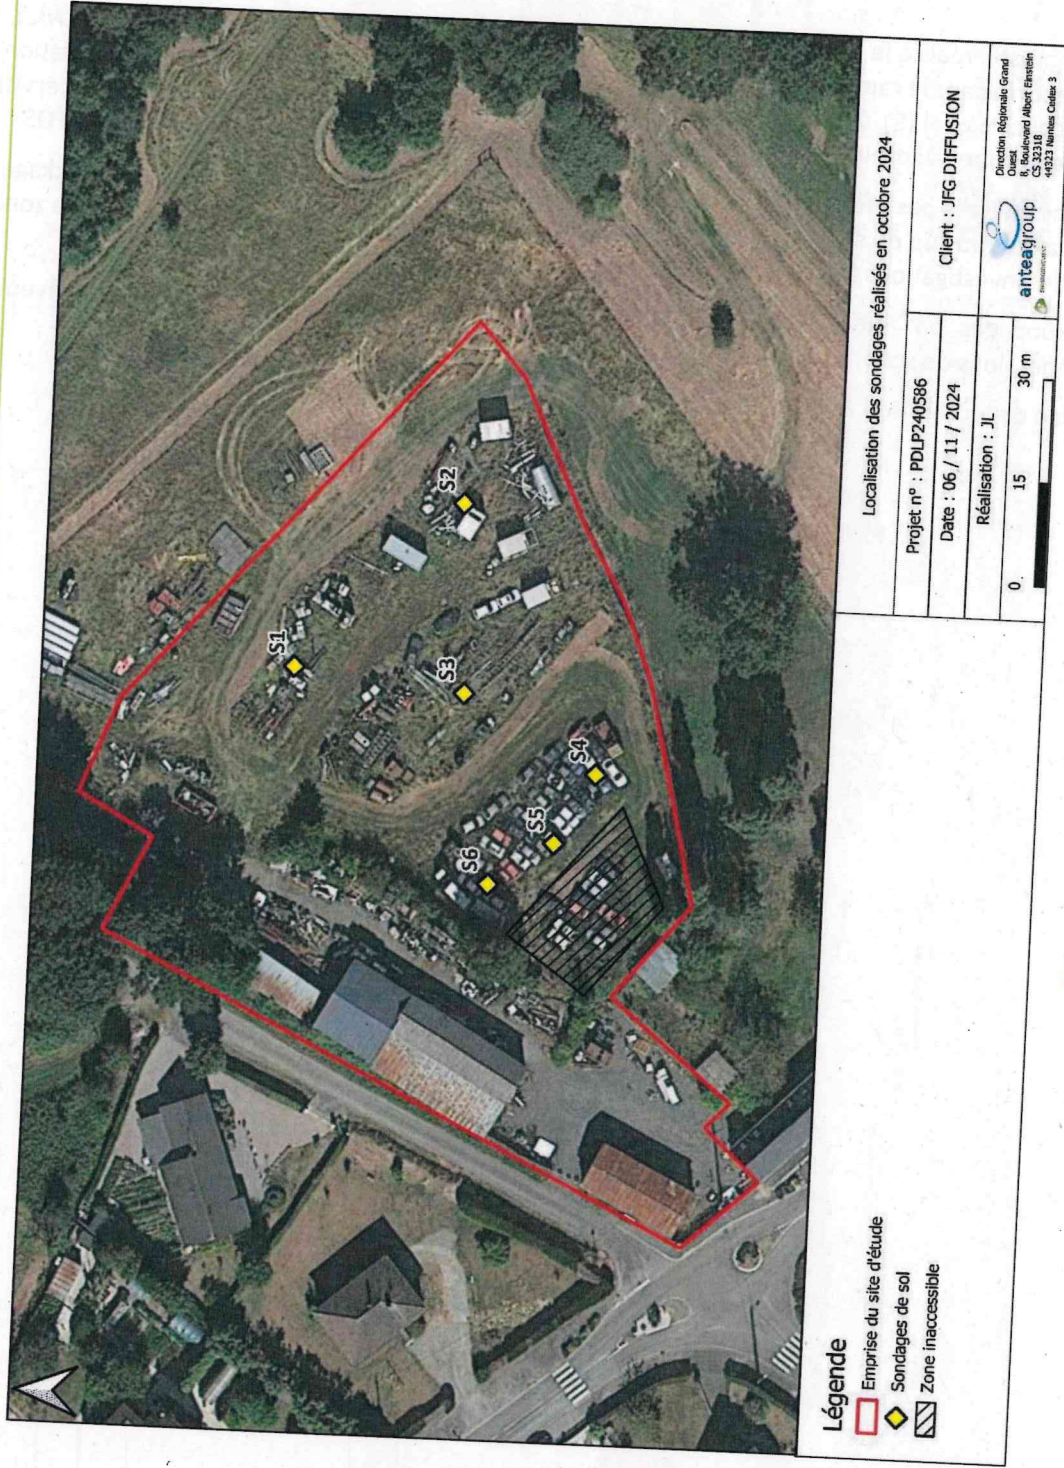 S1
S2
S3
S4
S5
S6
Légende
Emprise du site d'étude
Sondages de sol
Zone inaccessible
Localisation des sondages réalisés en octobre 2024
Projet n° : PDLP240586
Client : JFG DIFFUSION
Date : 06 / 11 / 2024
Réalisation : JL
0 15 30 m
anteagroup
Direction Régionale Grand
Ouest
8, Boulevard Albert Einstein
CS 32318
44323 Nantes Cedex 3